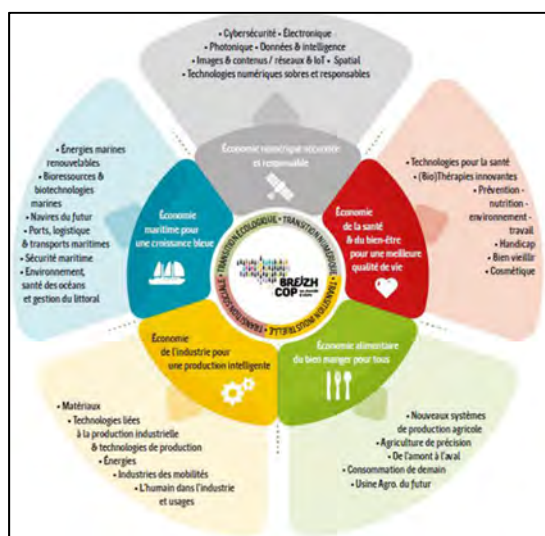 • Cybersécurité • Électronique
• Photonique • Données & intelligence
• Images & contenus / réseaux & IoT • Spatial
• Technologies numériques sobres et responsables
Économie numérique sécurisée
et responsable
• Énergies marines
renouvelables
• Bioressources &
biotechnologies
marines
• Navires du futur
• Ports, logistique
& transports maritimes
• Sécurité maritime
• Environnement,
santé des océans
et gestion du littoral
Économie
maritime pour
une croissance bleue
Économie
de la santé
& du bien-être
pour une meilleure
qualité de vie
• Technologies pour la santé
• (Bio)Thérapies innovantes
• Prévention -
nutrition -
environnement -
travail
• Handicap
• Bien vieillir
• Cosmétique
TRANSITION ÉCOLOGIQUE • TRANSITION NUMÉRIQUE • TRANSITION INDUSTRIELLE • TRANSITION SOCIALE •
BREIZH
COP
Économie
de l'industrie pour
une production intelligente
Économie alimentaire
du bien manger pour tous
• Matériaux
• Technologies liées
à la production industrielle
& technologies de production
• Énergies
• Industries des mobilités
• L'humain dans l'industrie
et usages
• Nouveaux systèmes
de production agricole
• Agriculture de précision
• De l'amont à l'aval
• Consommation de demain
• Usine Agro. du futur